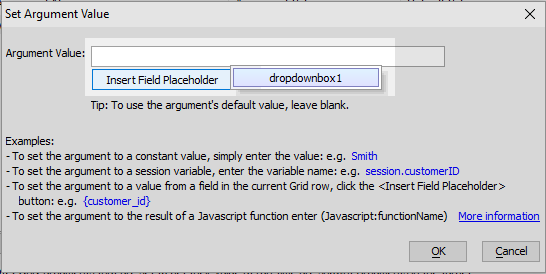 Set Argument Value
Argument Value:
Insert Field Placeholder
dropdownbox1
Tip: To use the argument's default value, leave blank.
Examples:
- To set the argument to a constant value, simply enter the value: e.g. Smith
- To set the argument to a session variable, enter the variable name: e.g. session.customerID
- To set the argument to a value from a field in the current Grid row, click the <Insert Field Placeholder>
button: e.g. {customer_id}
- To set the argument to the result of a Javascript function enter (Javascript:functionName) More information
OK Cancel